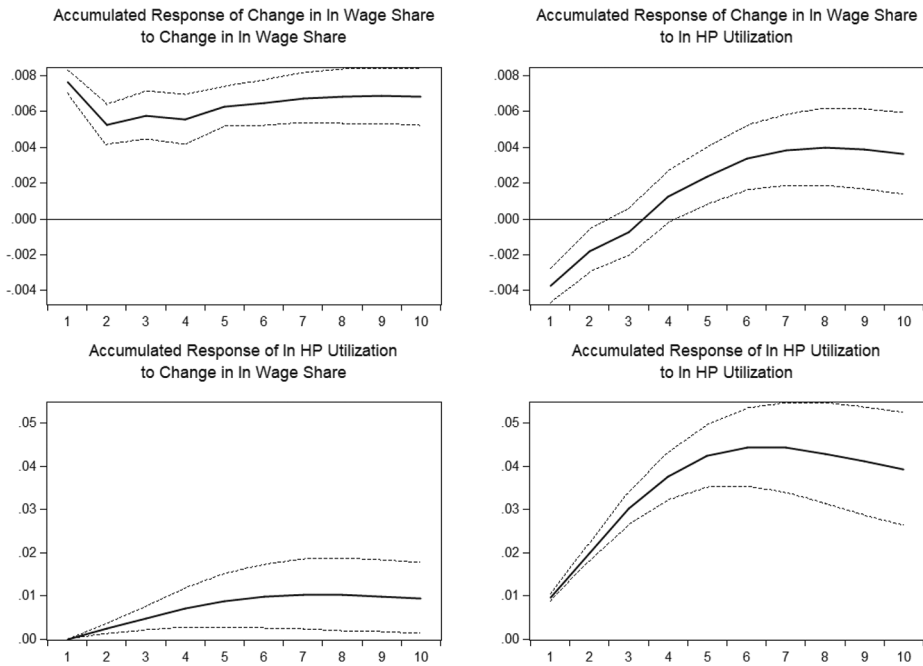 Accumulated Response of Change in ln Wage Share
to Change in ln Wage Share
.008
.006
.004
.002
.000
-.002
-.004
1 2 3 4 5 6 7 8 9 10
Accumulated Response of Change in ln Wage Share
to ln HP Utilization
.008
.006
.004
.002
.000
-.002
-.004
1 2 3 4 5 6 7 8 9 10
Accumulated Response of ln HP Utilization
to Change in ln Wage Share
.05
.04
.03
.02
.01
.00
1 2 3 4 5 6 7 8 9 10
Accumulated Response of ln HP Utilization
to ln HP Utilization
.05
.04
.03
.02
.01
.00
1 2 3 4 5 6 7 8 9 10